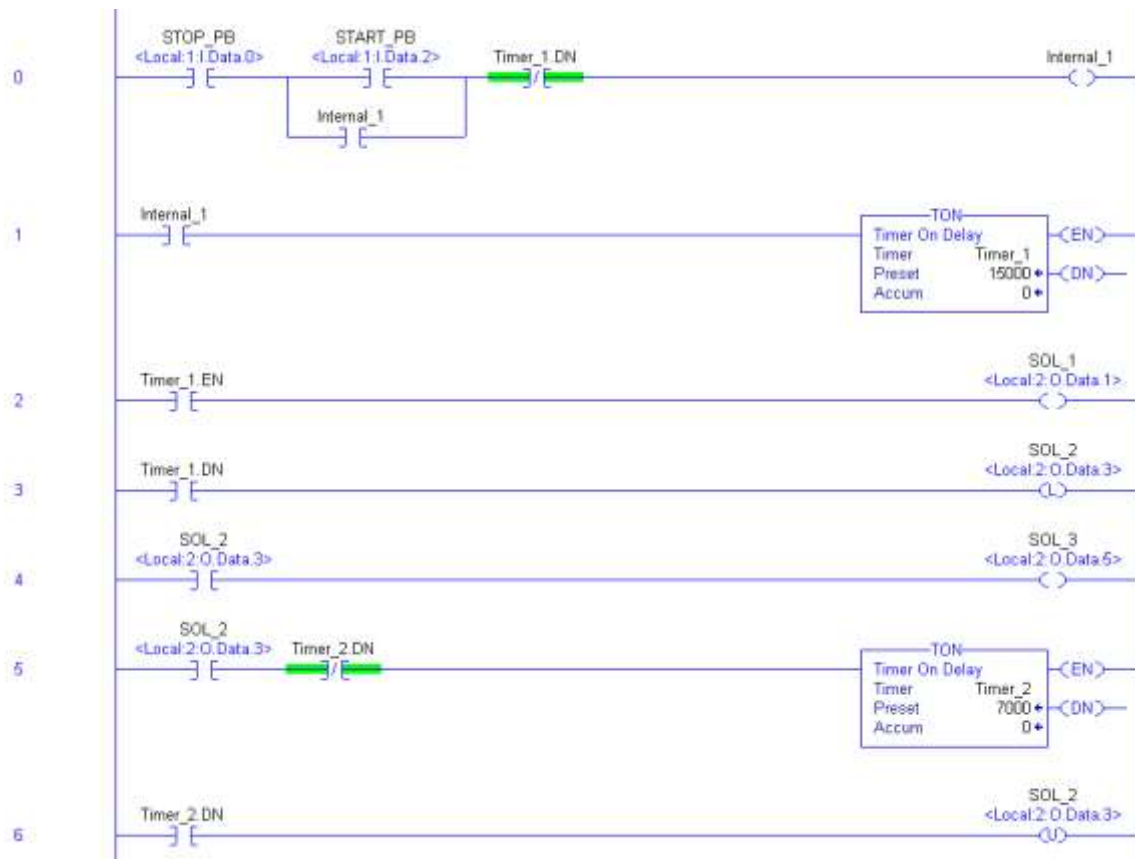 STOP_PB START_PB
<Local:1:I.Data.0> <Local:1:I.Data.2> Timer_1.DN Internal_1
0
Internal_1
Internal_1
1
TON
Timer On Delay EN
Timer Timer_1
Preset 15000 DN
Accum 0
SOL_1
Timer_1.EN <Local:2:O.Data.1>
2
SOL_2
Timer_1.DN <Local:2:O.Data.3>
3 L
SOL_2 SOL_3
<Local:2:O.Data.3> <Local:2:O.Data.5>
4
SOL_2
<Local:2:O.Data.3> Timer_2.DN
5
TON
Timer On Delay EN
Timer Timer_2
Preset 7000 DN
Accum 0
SOL_2
Timer_2.DN <Local:2:O.Data.3>
6 U